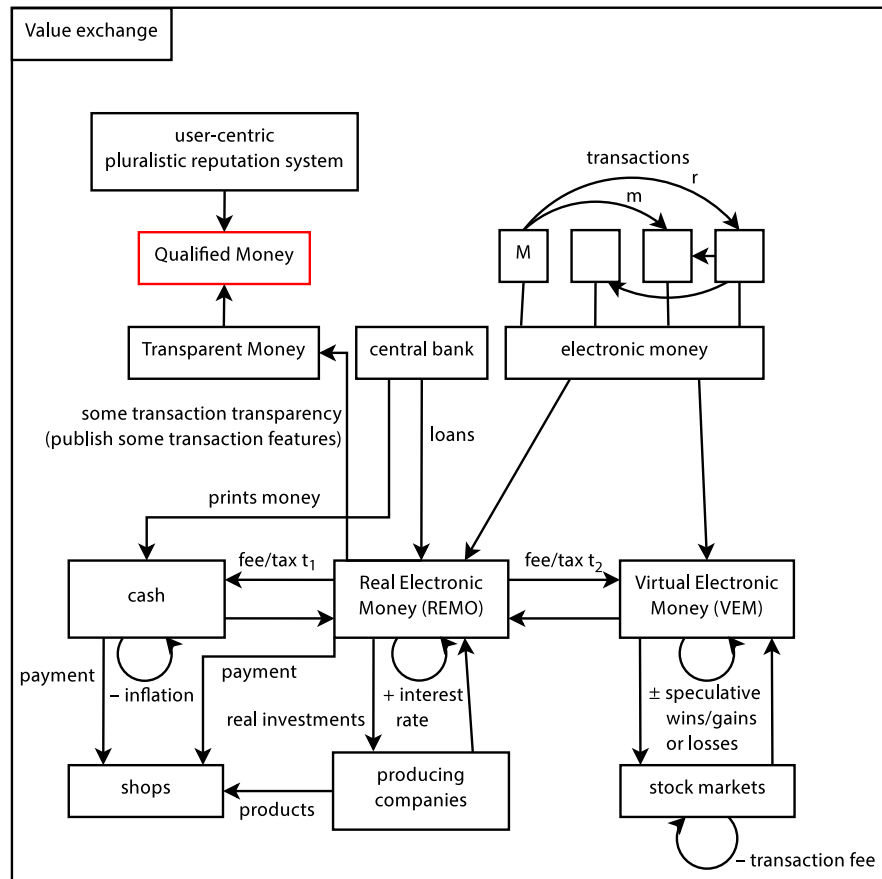 Value exchange
user-centric
pluralistic reputation system
transactions
r
m
Qualified Money
M
Transparent Money
central bank
electronic money
some transaction transparency
(publish some transaction features)
loans
prints money
fee/tax t₁
fee/tax t₂
cash
Real Electronic
Money (REMO)
Virtual Electronic
Money (VEM)
payment
– inflation
payment
+ interest
rate
real investments
± speculative
wins/gains
or losses
shops
products
producing
companies
stock markets
– transaction fee